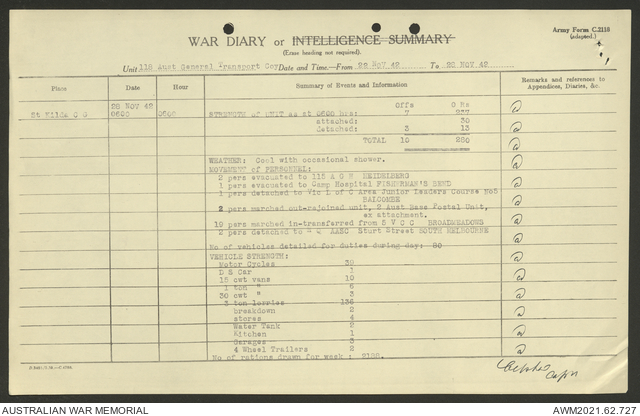 WAR DIARY or INTELLIGENCE SUMMARY
(Erase heading not required).
Army Form C.2118
(adapted.)
Unit 118 Aust General Transport Coy Date and Time.—From 22 NOV 42 To 22 NOV 42
Place Date Hour Summary of Events and Information Remarks and references to
Appendices, Diaries, &c.
22 NOV 42 Offs O Rs
St Kilda C G 0600 0600 STRENGTH OF UNIT as at 0600 hrs: 7 237
attached: 30
detached: 3 13
TOTAL 10 280
WEATHER: Cool with occasional shower.
MOVEMENT OF PERSONNEL:
2 pers evacuated to 115 A G H HEIDELBERG
1 pers evacuated to Camp Hospital FISHERMAN'S BEND
1 pers detached to Vic L of C Area Junior Leaders Course No5
BALCOMBE
2 pers marched out-rejoined unit, 2 Aust Base Postal Unit,
ex attachment.
19 pers marched in-transferred from 5 V C C BROADMEADOWS
2 pers detached to AASC Sturt Street SOUTH MELBOURNE
No of vehicles detailed for duties during day: 80
VEHICLE STRENGTH:
Motor Cycles 39
D S Car 1
15 cwt vans 10
1 ton " 6
30 cwt " 3
3 ton lorries 136
breakdown 2
stores 4
Water Tank 2
Kitchen 1
Garages 3
4 Wheel Trailers 2
No of rations drawn for week : 2188.
Capt
AUSTRALIAN WAR MEMORIAL AWM2021.62.727